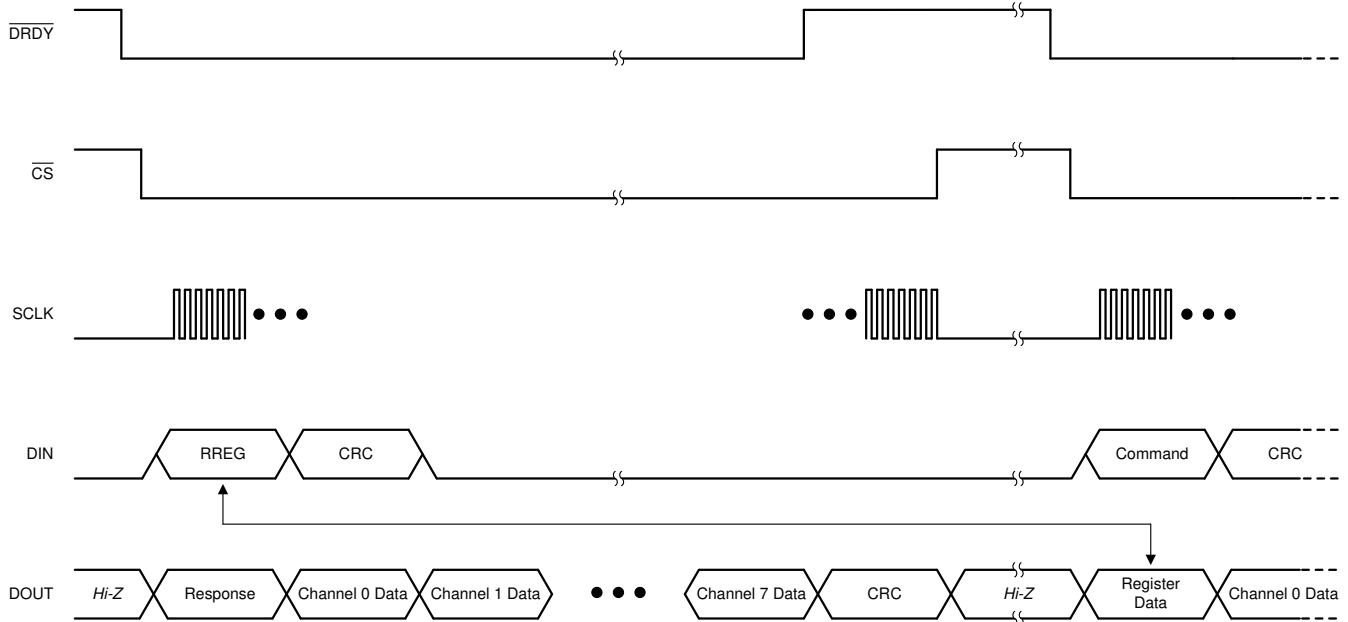 DRDY
CS
SCLK
DIN
RREG
CRC
Command
CRC
DOUT
Hi-Z
Response
Channel 0 Data
Channel 1 Data
Channel 7 Data
CRC
Hi-Z
Register
Data
Channel 0 Data